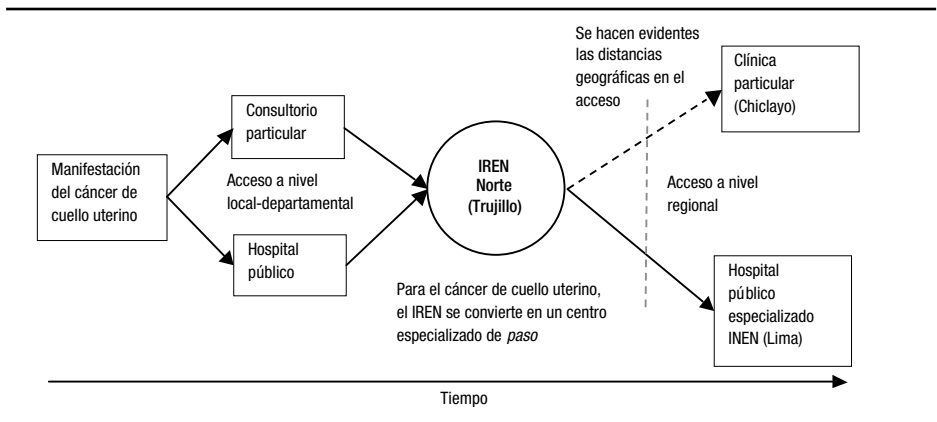 Manifestación
del cáncer de
cuello uterino
Consultorio
particular
Acceso a nivel
local-departamental
Hospital
público
IREN
Norte
(Trujillo)
Para el cáncer de cuello uterino,
el IREN se convierte en un centro
especializado de paso
Se hacen evidentes
las distancias
geográficas en el
acceso
Clínica
particular
(Chiclayo)
Acceso a nivel
regional
Hospital
público
especializado
INEN (Lima)
Tiempo